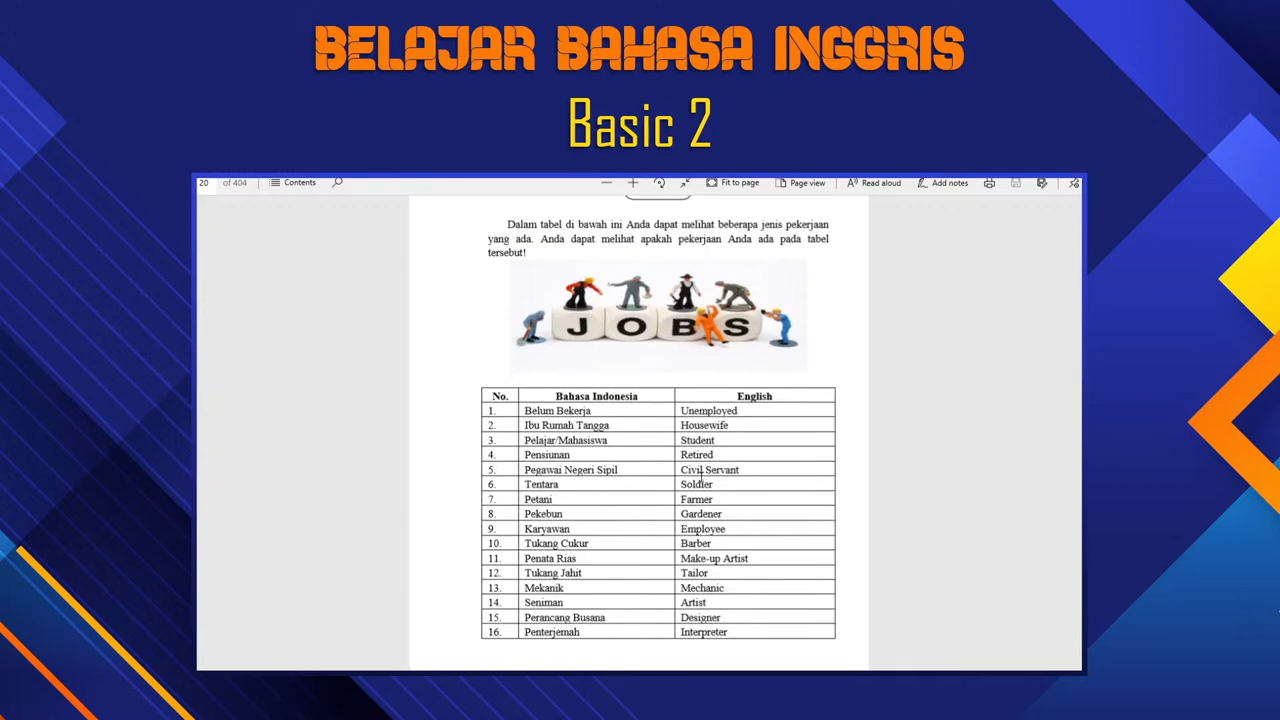 BELAJAR BAHASA INGGRIS
Basic 2
20 of 404 Contents Fit to page Page view Read aloud Add notes
Dalam tabel di bawah ini Anda dapat melihat beberapa jenis pekerjaan
yang ada. Anda dapat melihat apakah pekerjaan Anda ada pada tabel
tersebut!
JOBS
No. Bahasa Indonesia English
1. Belum Bekerja Unemployed
2. Ibu Rumah Tangga Housewife
3. Pelajar/Mahasiswa Student
4. Pensiunan Retired
5. Pegawai Negeri Sipil Civil Servant
6. Tentara Soldier
7. Petani Farmer
8. Pekebun Gardener
9. Karyawan Employee
10. Tukang Cukur Barber
11. Penata Rias Make-up Artist
12. Tukang Jahit Tailor
13. Mekanik Mechanic
14. Seniman Artist
15. Perancang Busana Designer
16. Penterjemah Interpreter